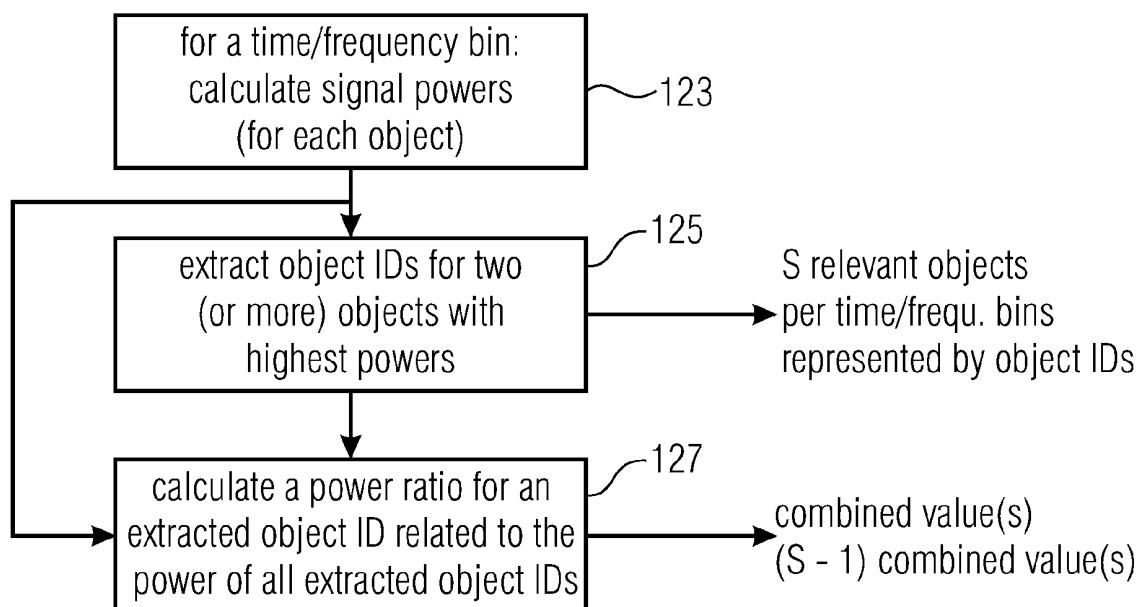 for a time/frequency bin:
calculate signal powers
(for each object)
123
extract object IDs for two
(or more) objects with
highest powers
125
S relevant objects
per time/frequ. bins
represented by object IDs
calculate a power ratio for an
extracted object ID related to the
power of all extracted object IDs
127
combined value(s)
(S - 1) combined value(s)